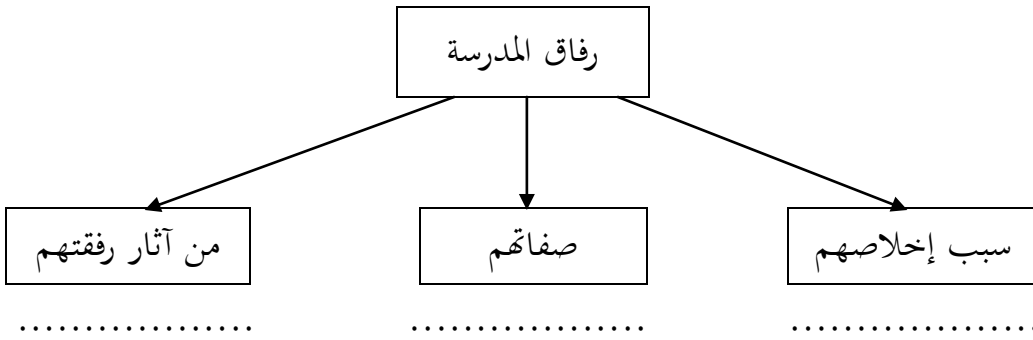 رفاق المدرسة
سبب إخلاصهم
صفاتهم
من آثار رفقتهم
.................. .................. ..................